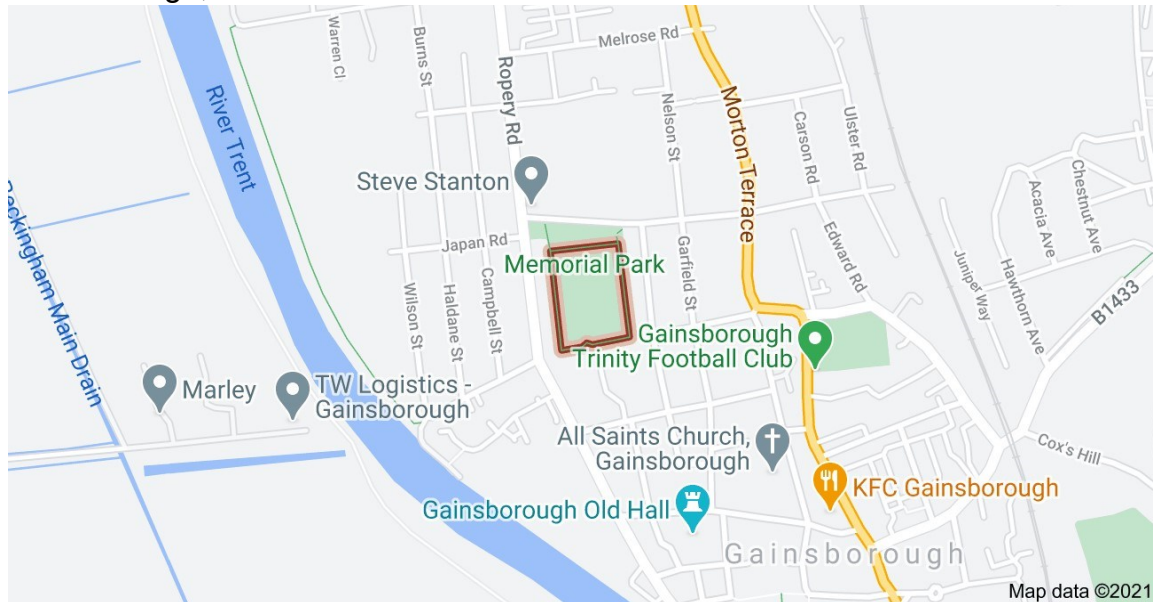 Warren Cl
Burns St
Melrose Rd
Ropery Rd
River Trent
Nelson St
Morton Terrace
Carson Rd
Ulster Rd
Steve Stanton
Beckingham Main Drain
Japan Rd
Memorial Park
Garfield St
Edward Rd
Juniper Way
Acacia Ave
Chestnut Ave
Hawthorn Ave
B1433
Wilson St
Haldane St
Campbell St
Gainsborough
Trinity Football Club
Marley
TW Logistics -
Gainsborough
All Saints Church,
Gainsborough
Cox's Hill
KFC Gainsborough
Gainsborough Old Hall
Gainsborough
Map data ©2021